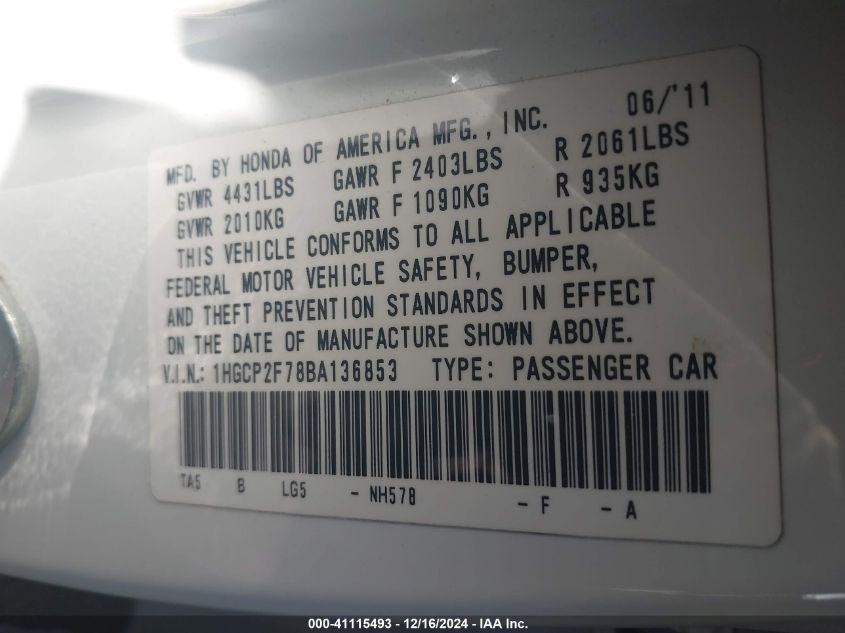 06/'11
MFD. BY HONDA OF AMERICA MFG., INC.
GVWR 4431LBS GAWR F 2403LBS R 2061LBS
GVWR 2010KG GAWR F 1090KG R 935KG
THIS VEHICLE CONFORMS TO ALL APPLICABLE
FEDERAL MOTOR VEHICLE SAFETY, BUMPER,
AND THEFT PREVENTION STANDARDS IN EFFECT
ON THE DATE OF MANUFACTURE SHOWN ABOVE.
V.I.N.: 1HGCP2F78BA136853 TYPE: PASSENGER CAR
TA5 B LG5 - NH578 - F - A
000-41115493 - 12/16/2024 - IAA Inc.